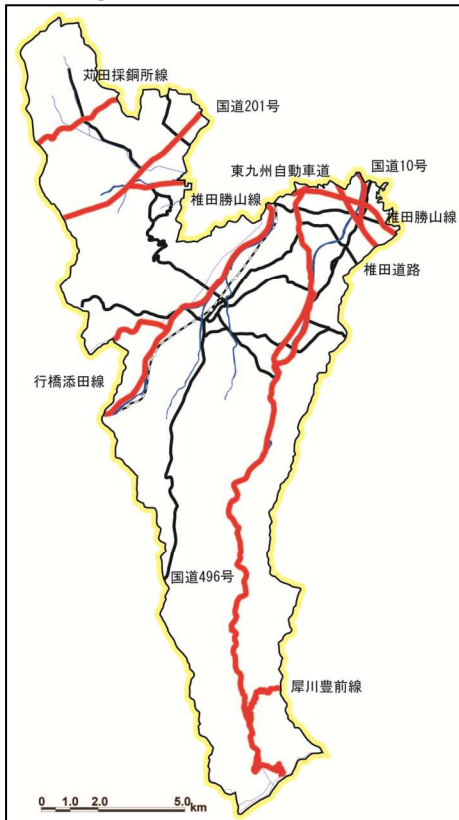 苅田採銅所線
国道201号
東九州自動車道
国道10号
椎田勝山線
椎田勝山線
椎田道路
行橋添田線
国道496号
犀川豊前線
0 1.0 2.0 5.0
km